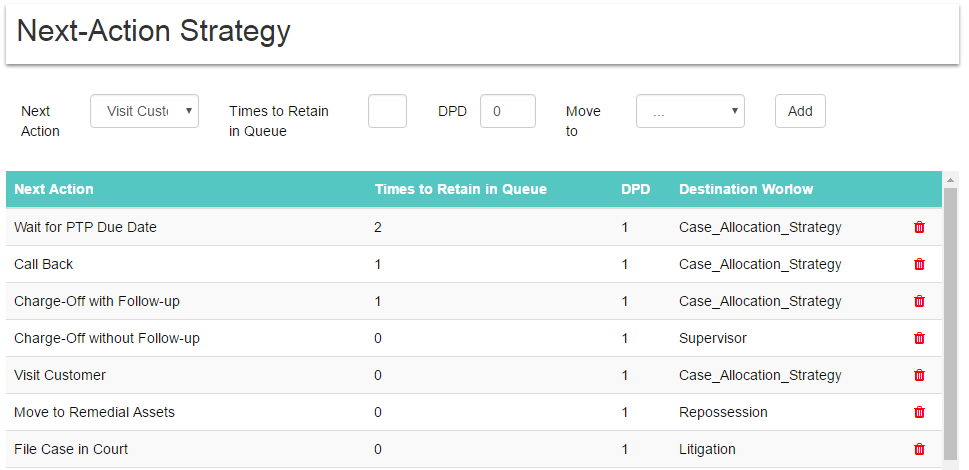 Next-Action Strategy
Next Action Visit Cust Times to Retain in Queue DPD 0 Move to ... Add
Next Action Times to Retain in Queue DPD Destination Worlow
Wait for PTP Due Date 2 1 Case_Allocation_Strategy
Call Back 1 1 Case_Allocation_Strategy
Charge-Off with Follow-up 1 1 Case_Allocation_Strategy
Charge-Off without Follow-up 0 1 Supervisor
Visit Customer 0 1 Case_Allocation_Strategy
Move to Remedial Assets 0 1 Repossession
File Case in Court 0 1 Litigation